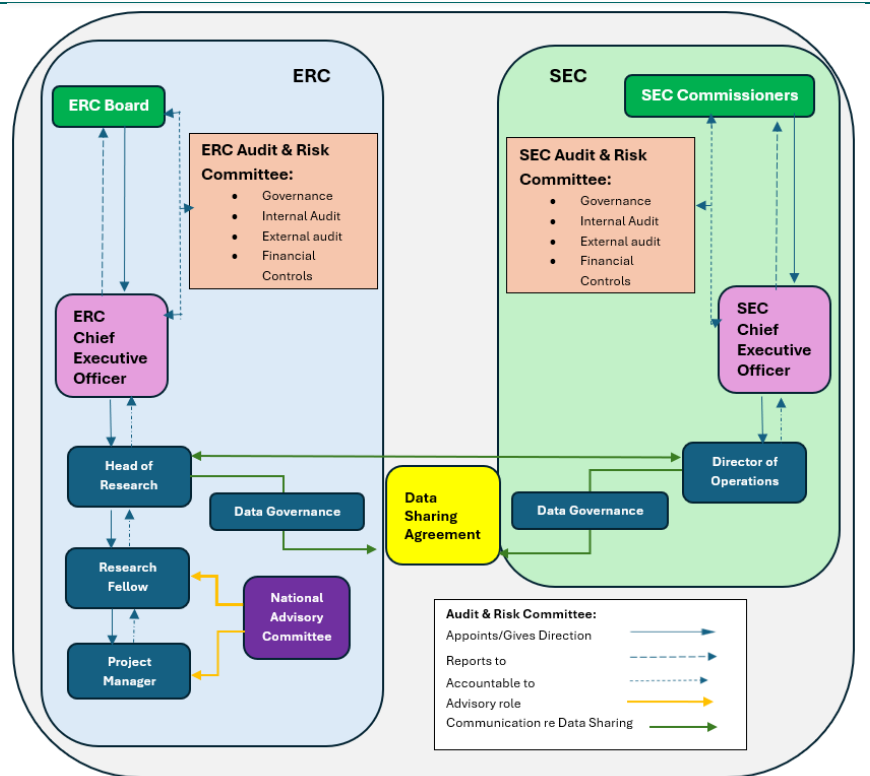 ERC
SEC
ERC Board
SEC Commissioners
ERC Audit & Risk
Committee:
• Governance
• Internal Audit
• External audit
• Financial
Controls
SEC Audit & Risk
Committee:
• Governance
• Internal Audit
• External audit
• Financial
Controls
ERC
Chief
Executive
Officer
SEC
Chief
Executive
Officer
Head of
Research
Director of
Operations
Data Governance
Data
Sharing
Agreement
Data Governance
Research
Fellow
National
Advisory
Committee
Project
Manager
Audit & Risk Committee:
Appoints/Gives Direction
Reports to
Accountable to
Advisory role
Communication re Data Sharing